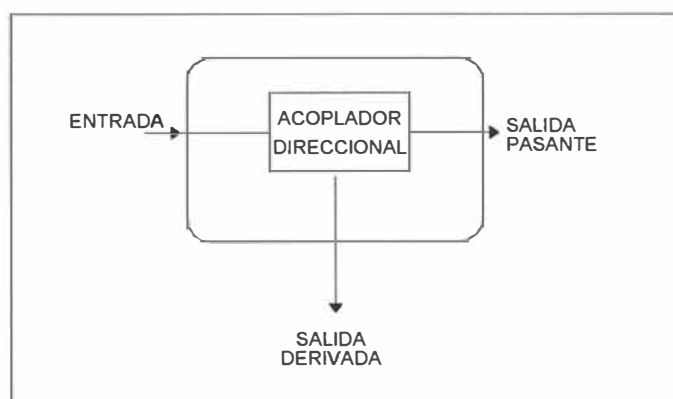 ENTRADA
ACOPLADOR
DIRECCIONAL
SALIDA
PASANTE
SALIDA
DERIVADA